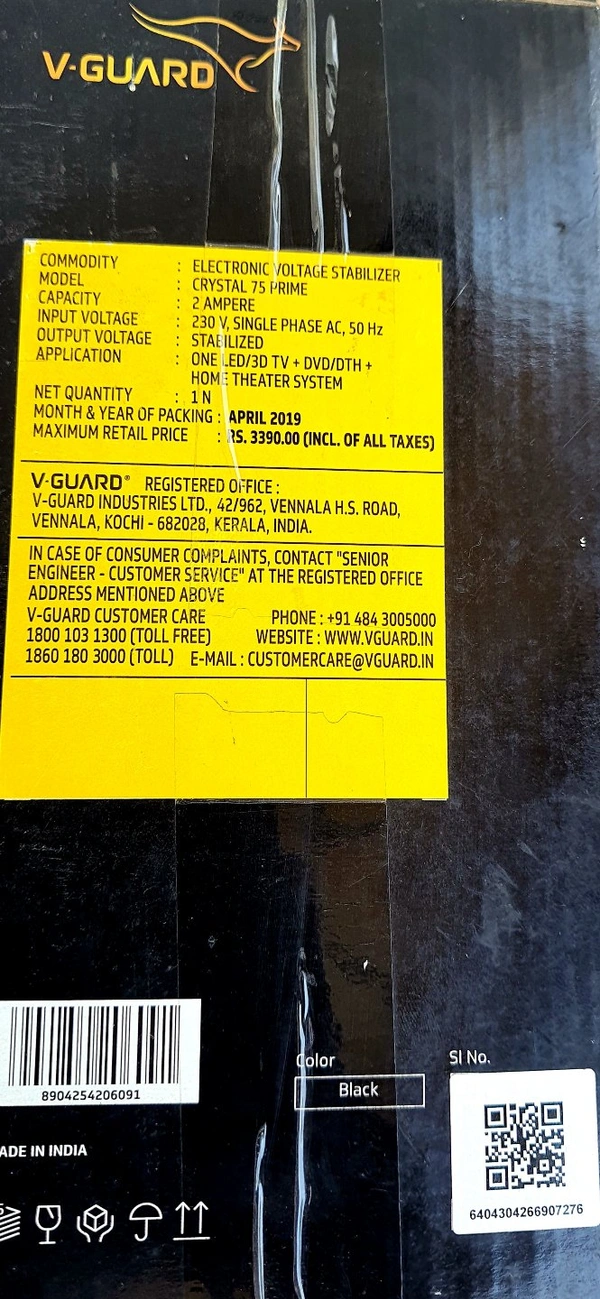 V-GUARD
COMMODITY : ELECTRONIC VOLTAGE STABILIZER
MODEL : CRYSTAL 75 PRIME
CAPACITY : 2 AMPERE
INPUT VOLTAGE : 230 V, SINGLE PHASE AC, 50 Hz
OUTPUT VOLTAGE : STABILIZED
APPLICATION : ONE LED/3D TV + DVD/DTH +
HOME THEATER SYSTEM
NET QUANTITY : 1 N
MONTH & YEAR OF PACKING : APRIL 2019
MAXIMUM RETAIL PRICE : RS. 3390.00 (INCL. OF ALL TAXES)
V-GUARD® REGISTERED OFFICE :
V-GUARD INDUSTRIES LTD., 42/962, VENNALA H.S. ROAD,
VENNALA, KOCHI - 682028, KERALA, INDIA.
IN CASE OF CONSUMER COMPLAINTS, CONTACT "SENIOR
ENGINEER - CUSTOMER SERVICE" AT THE REGISTERED OFFICE
ADDRESS MENTIONED ABOVE
V-GUARD CUSTOMER CARE PHONE : +91 484 3005000
1800 103 1300 (TOLL FREE) WEBSITE : WWW.VGUARD.IN
1860 180 3000 (TOLL) E-MAIL : CUSTOMERCARE@VGUARD.IN
8904254206091
Color
Black
SI No.
6404304266907276
ADE IN INDIA